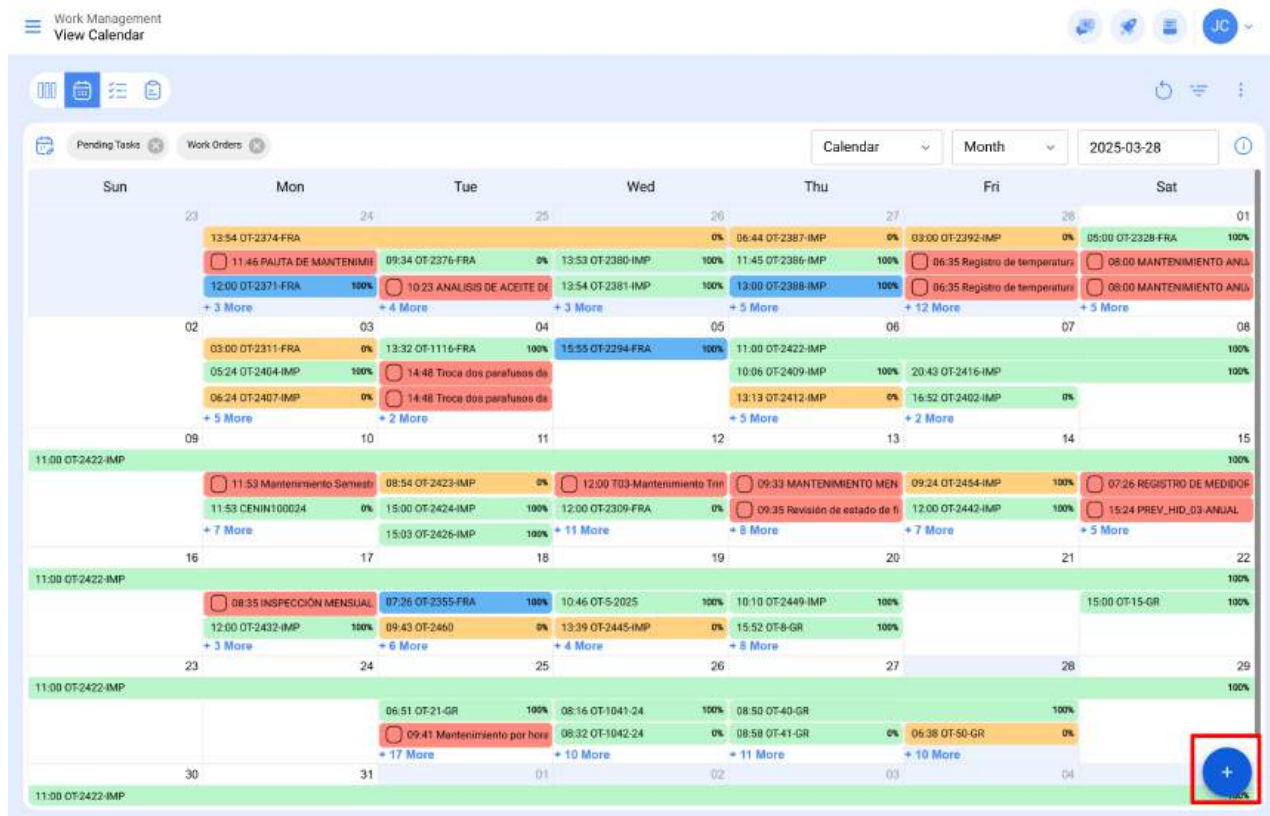 Work Management
View Calendar
JC
Pending Tasks Work Orders Calendar Month 2025-03-28
Sun Mon Tue Wed Thu Fri Sat
23 24 25 26 27 28 01
13:54 OT-2374-FRA 0% 06:44 OT-2387-IMP 0% 03:00 OT-2392-IMP 0% 05:00 OT-2328-FRA 100%
11:46 PAUTA DE MANTENIMIE 09:34 OT-2376-FRA 0% 13:53 OT-2380-IMP 100% 11:45 OT-2386-IMP 100% 06:35 Registro de temperatura 08:00 MANTENIMIENTO ANU
12:00 OT-2371-FRA 100% 10:23 ANALISIS DE ACEITE DE 13:54 OT-2381-IMP 100% 13:00 OT-2388-IMP 100% 06:35 Registro de temperatura 08:00 MANTENIMIENTO ANU
+ 3 More + 4 More + 3 More + 5 More + 12 More + 5 More
02 03 04 05 06 07 08
03:00 OT-2311-FRA 0% 13:32 OT-1116-FRA 100% 15:55 OT-2294-FRA 100% 11:00 OT-2422-IMP 100%
05:24 OT-2404-IMP 100% 14:48 Troca dos parafusos da 10:06 OT-2409-IMP 100% 20:43 OT-2416-IMP 100%
06:24 OT-2407-IMP 0% 14:48 Troca dos parafusos da 13:13 OT-2412-IMP 0% 16:52 OT-2402-IMP 0%
+ 5 More + 2 More + 5 More + 2 More
09 10 11 12 13 14 15
11:00 OT-2422-IMP 100%
11:53 Mantenimiento Semestr 08:54 OT-2423-IMP 0% 12:00 T03-Mantenimiento Trim 09:33 MANTENIMIENTO MEN 09:24 OT-2454-IMP 100% 07:26 REGISTRO DE MEDIDOR
11:53 CENIN100024 0% 15:00 OT-2424-IMP 100% 12:00 OT-2309-FRA 0% 09:35 Revisión de estado de fi 12:00 OT-2442-IMP 100% 15:24 PREV_HID_03-ANUAL
+ 7 More 15:03 OT-2426-IMP 100% + 11 More + 8 More + 7 More + 5 More
16 17 18 19 20 21 22
11:00 OT-2422-IMP 100%
08:35 INSPECCIÓN MENSUAL 07:26 OT-2355-FRA 100% 10:46 OT-5-2025 100% 10:10 OT-2449-IMP 100% 15:00 OT-15-GR 100%
12:00 OT-2432-IMP 100% 09:43 OT-2460 0% 13:39 OT-2445-IMP 0% 15:52 OT-8-GR 100%
+ 3 More + 6 More + 4 More + 8 More
23 24 25 26 27 28 29
11:00 OT-2422-IMP 100%
06:51 OT-21-GR 100% 08:16 OT-1041-24 100% 08:50 OT-40-GR 100%
09:41 Mantenimiento por hora 08:32 OT-1042-24 0% 08:58 OT-41-GR 0% 06:38 OT-50-GR 0%
+ 17 More + 10 More + 11 More + 10 More
30 31 01 02 03 04
11:00 OT-2422-IMP 100%